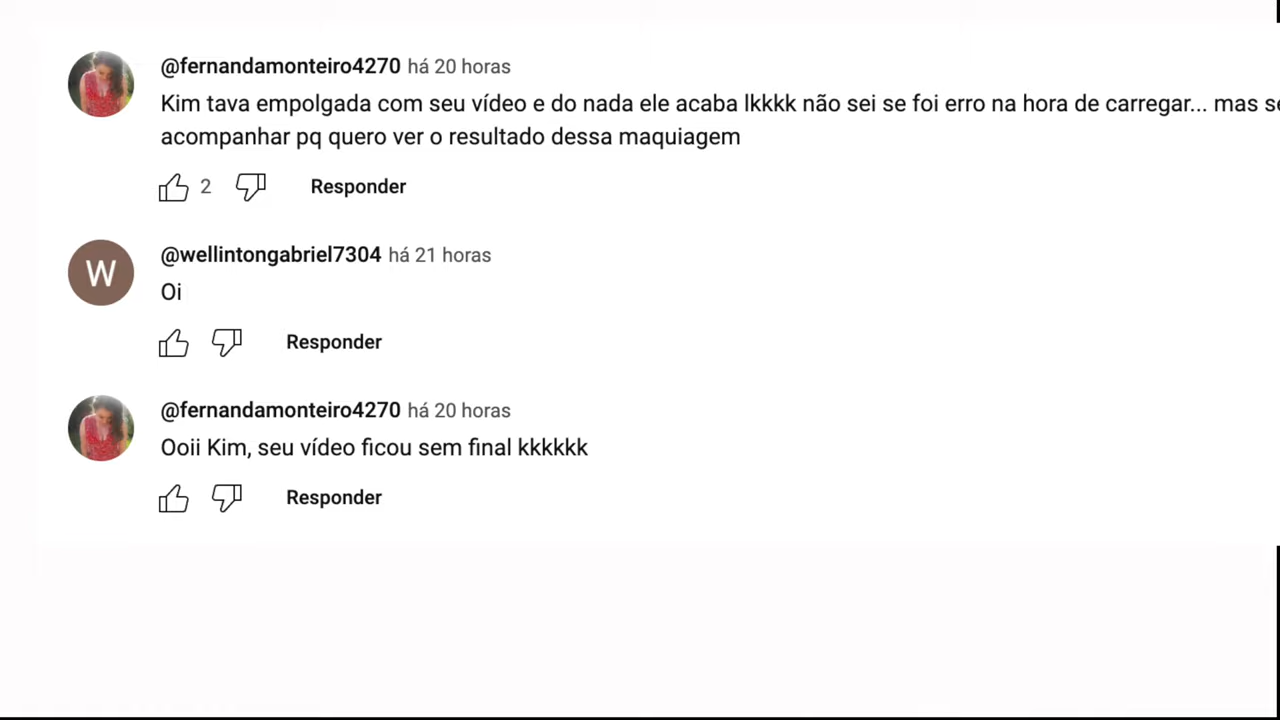 @fernandamonteiro4270 há 20 horas
Kim tava empolgada com seu vídeo e do nada ele acaba lkkkk não sei se foi erro na hora de carregar... mas
acompanhar pq quero ver o resultado dessa maquiagem
2 Responder
W @wellintongabriel7304 há 21 horas
Oi
Responder
@fernandamonteiro4270 há 20 horas
Ooii Kim, seu vídeo ficou sem final kkkkkk
Responder